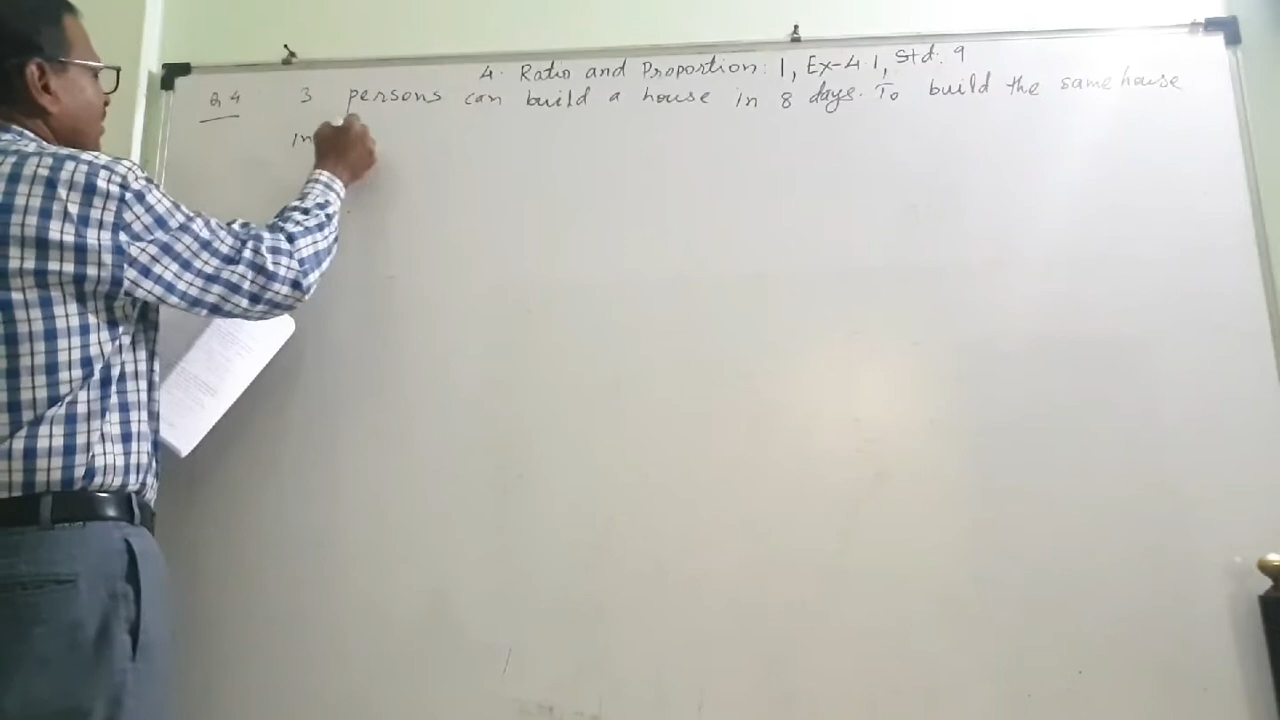 4. Ratio and Proportion: 1, Ex-4.1, Std: 9
Q4 3 persons can build a house in 8 days. To build the same house
in